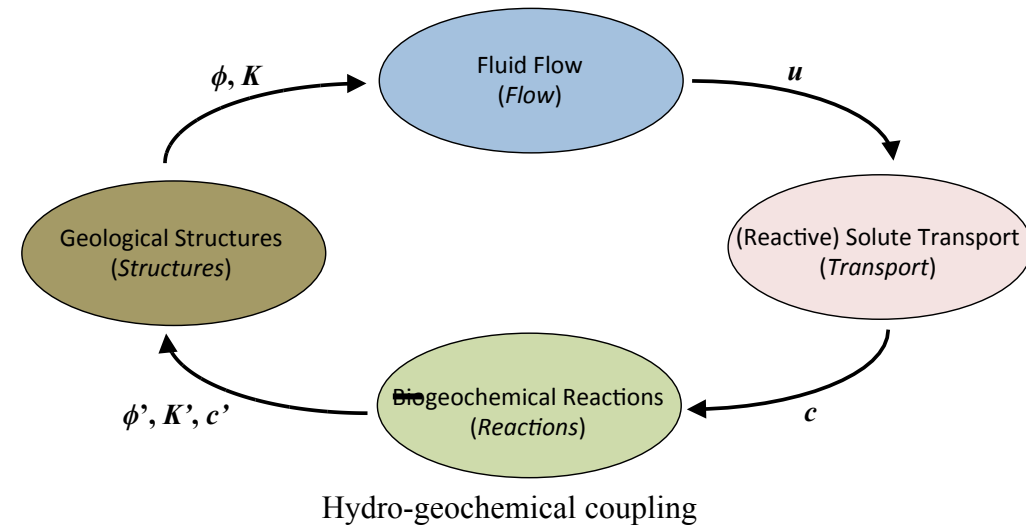 Fluid Flow
(Flow)
ϕ, K
u
Geological Structures
(Structures)
(Reactive) Solute Transport
(Transport)
Biogeochemical Reactions
(Reactions)
ϕ’, K’, c’
c
Hydro-geochemical coupling